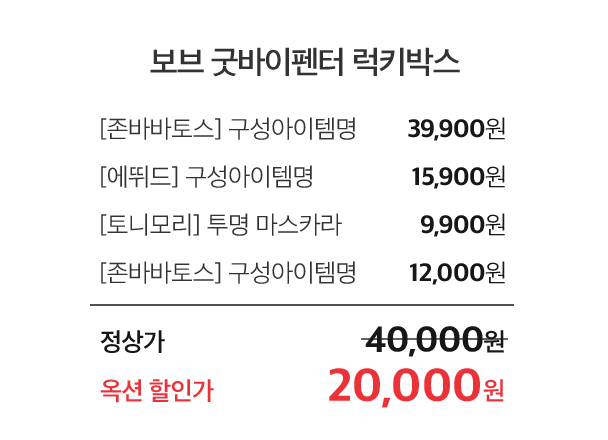 보브 굿바이펜터 럭키박스
[존바바토스] 구성아이템명 39,900원
[에뛰드] 구성아이템명 15,900원
[토니모리] 투명 마스카라 9,900원
[존바바토스] 구성아이템명 12,000원
정상가 40,000원
옥션 할인가 20,000원